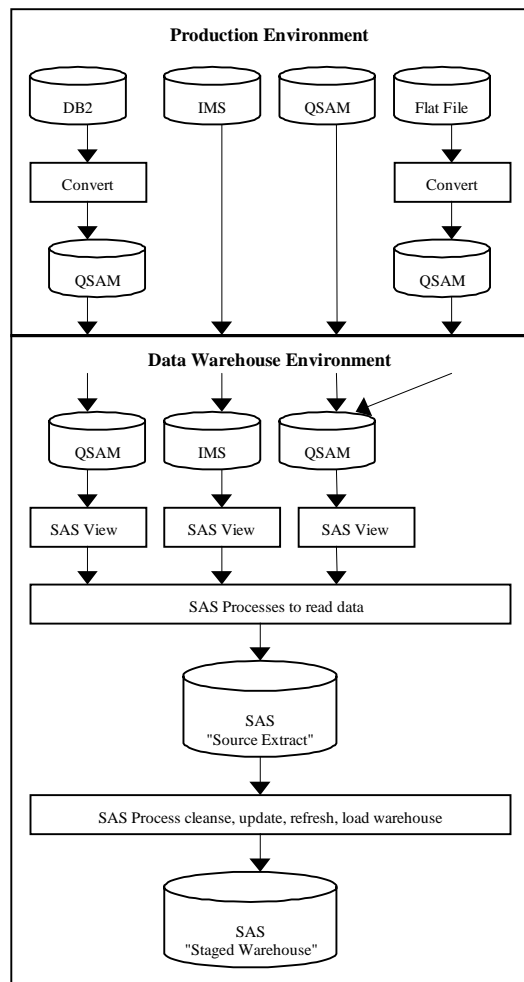 Production Environment
DB2
IMS
QSAM
Flat File
Convert
Convert
QSAM
QSAM
Data Warehouse Environment
QSAM
IMS
QSAM
SAS View
SAS View
SAS View
SAS Processes to read data
SAS
"Source Extract"
SAS Process cleanse, update, refresh, load warehouse
SAS
"Staged Warehouse"